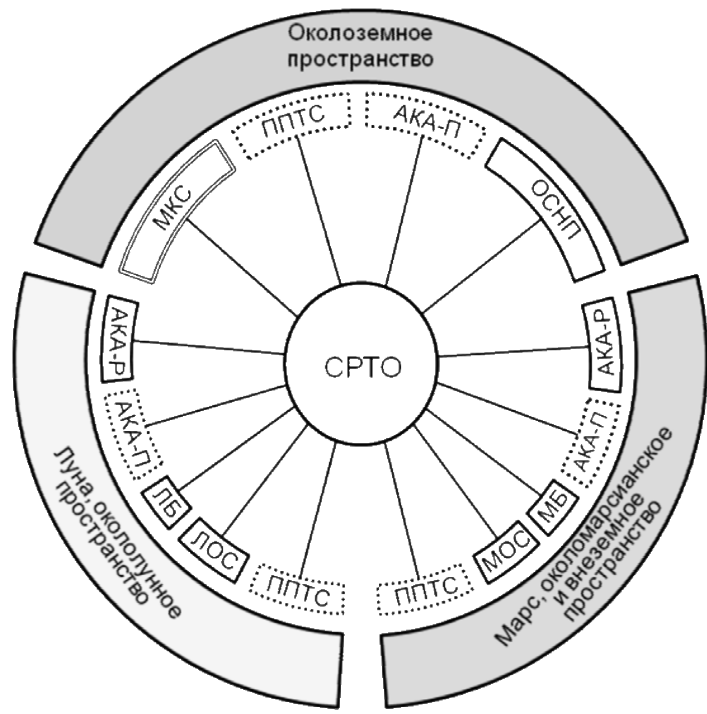 Околоземное
пространство
ППТС
АКА-П
МКС
ОСНП
АКА-Р
АКА-Р
СРТО
АКА-П
АКА-П
ЛБ
МБ
ЛОС
МОС
ППТС
ППТС
Луна, окололунное
пространство
Марс, околомарсианское
и внеземное
пространство